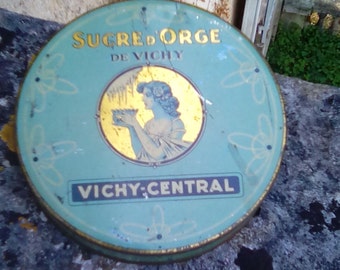 SUCRE D'ORGE
DE VICHY
VICHY-CENTRAL